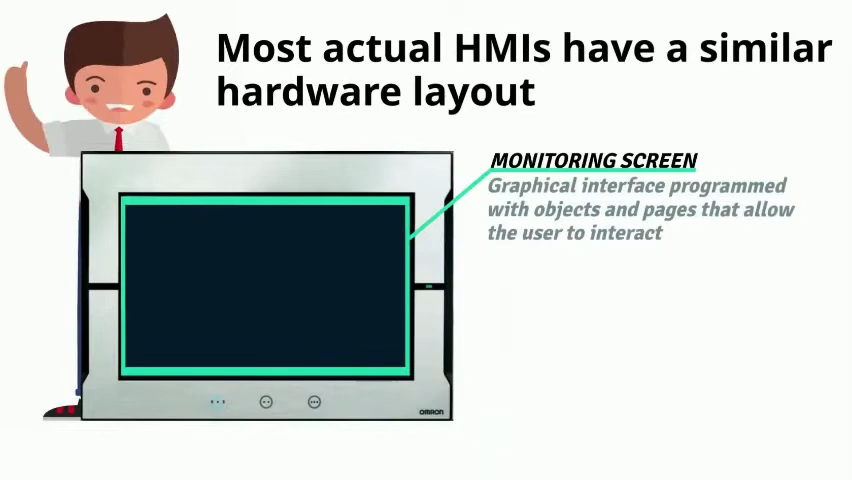 Most actual HMIs have a similar
hardware layout
MONITORING SCREEN
Graphical interface programmed
with objects and pages that allow
the user to interact
OMRON